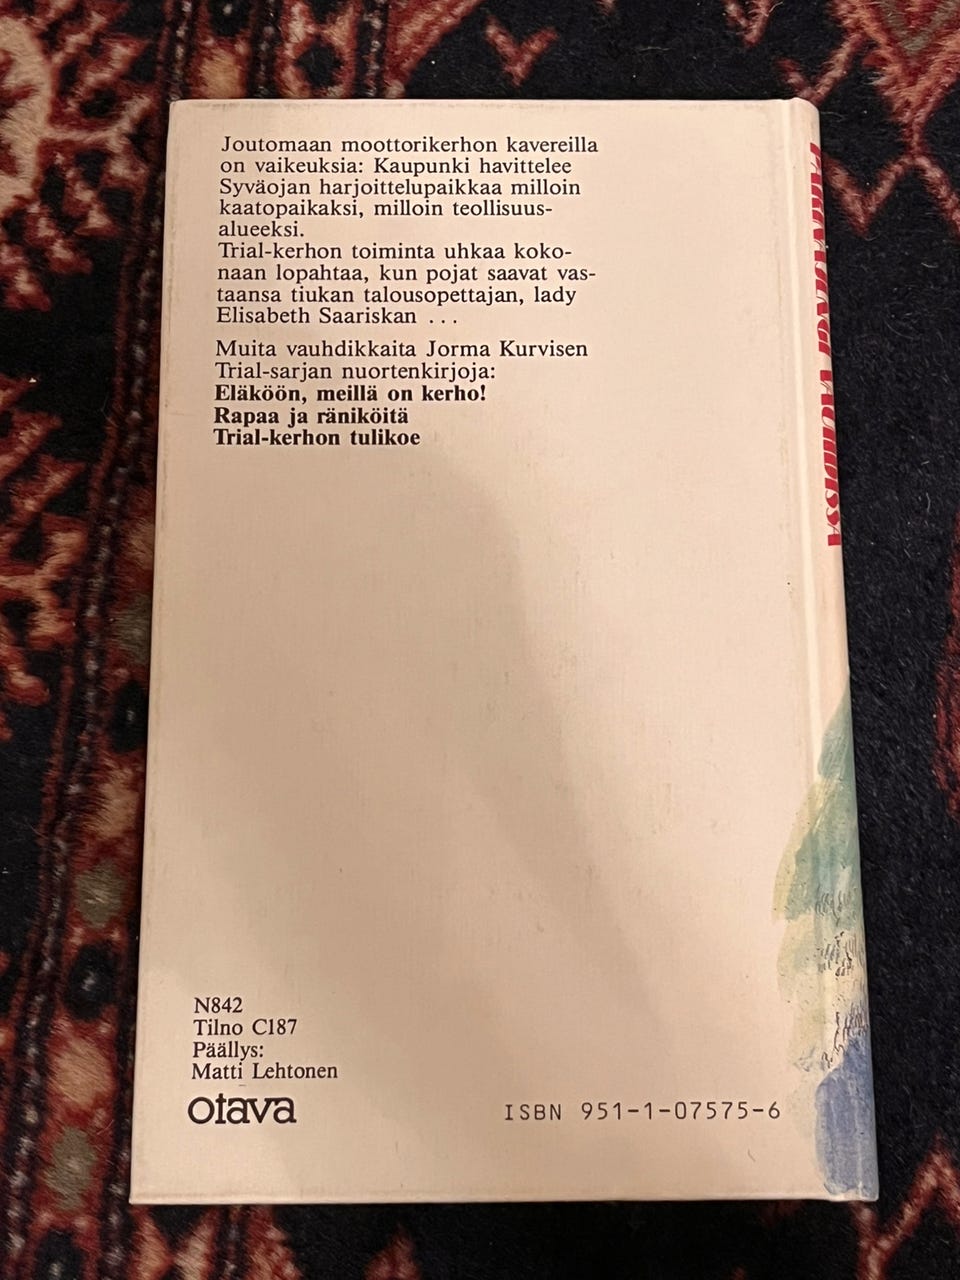 Joutomaan moottorikerhon kavereilla
on vaikeuksia: Kaupunki havittelee
Syväojan harjoittelupaikkaa milloin
kaatopaikaksi, milloin teollisuus-
alueeksi.
Trial-kerhon toiminta uhkaa koko-
naan lopahtaa, kun pojat saavat vas-
taansa tiukan talousopettajan, lady
Elisabeth Saariskan ...
Muita vauhdikkaita Jorma Kurvisen
Trial-sarjan nuortenkirjoja:
Eläköön, meillä on kerho!
Rapaa ja räniköitä
Trial-kerhon tulikoe
N842
Tilno C187
Päällys:
Matti Lehtonen
otava
ISBN 951-1-07575-6
VAUHDISSA